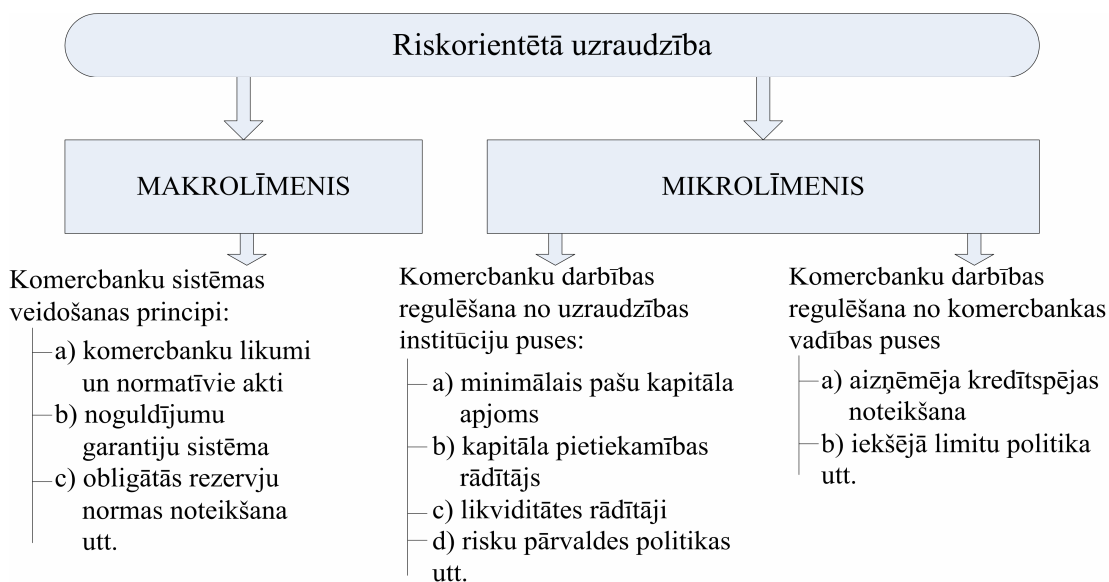 Riskorientētā uzraudzība
MAKROLĪMENIS
MIKROLĪMENIS
Komercbanku sistēmas
veidošanas principi:
a) komercbanku likumi
un normatīvie akti
b) noguldījumu
garantiju sistēma
c) obligātās rezervju
normas noteikšana
utt.
Komercbanku darbības
regulēšana no uzraudzības
institūciju puses:
a) minimālais pašu kapitāla
apjoms
b) kapitāla pietiekamības
rādītājs
c) likviditātes rādītāji
d) risku pārvaldes politikas
utt.
Komercbanku darbības
regulēšana no komercbankas
vadības puses
a) aizņēmēja kredītspējas
noteikšana
b) iekšējā limitu politika
utt.